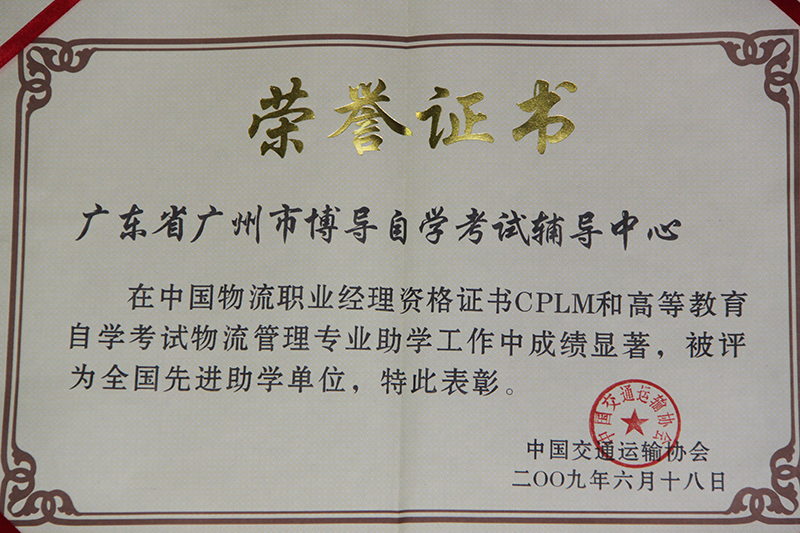 荣誉证书
广东省广州市博导自学考试辅导中心
在中国物流职业经理资格证书CPLM和高等教育
自学考试物流管理专业助学工作中成绩显著，被评
为全国先进助学单位，特此表彰。
中国交通运输协会
中国交通运输协会
二OO九年六月十八日